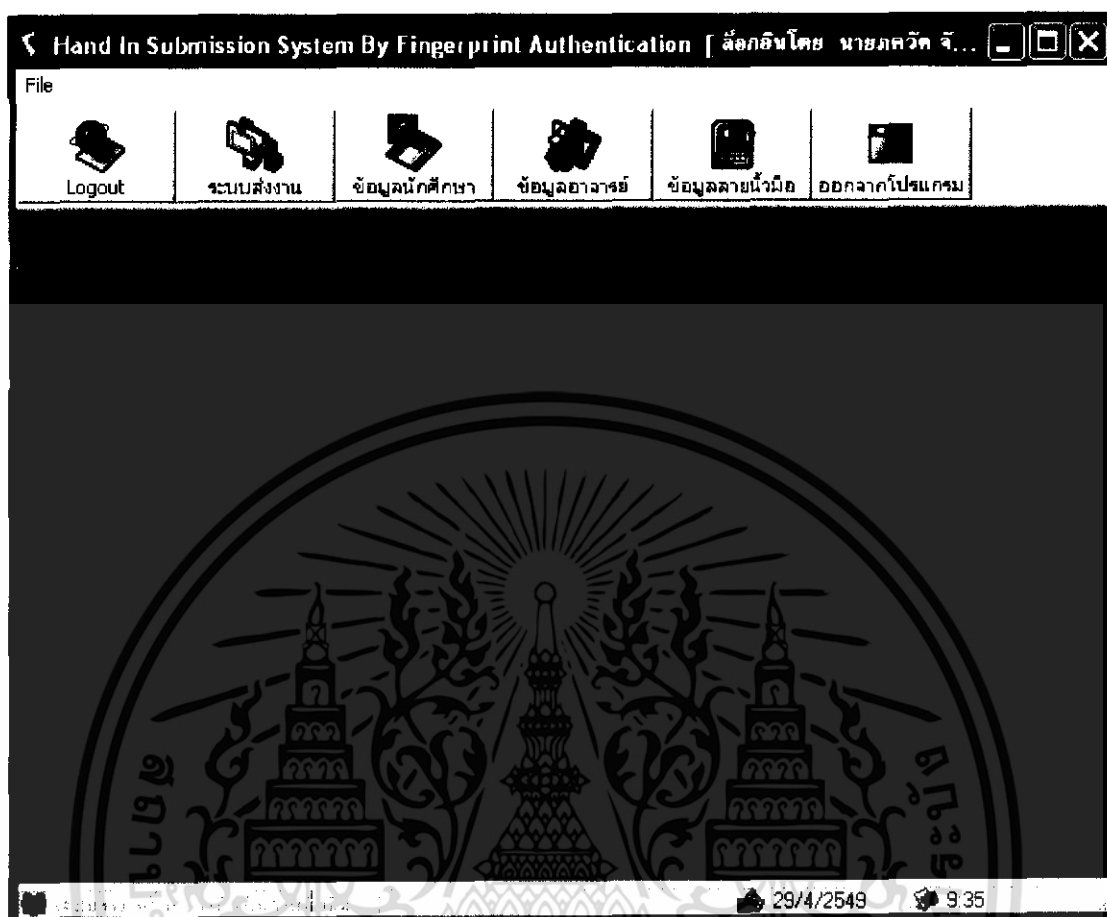 Hand In Submission System By Fingerprint Authentication [ ล็อกอินโดย นายภควัต จั...
File
Logout ระบบส่งงาน ข้อมูลนักศึกษา ข้อมูลอาจารย์ ข้อมูลลายนิ้วมือ ออกจากโปรแกรม
29/4/2549 9:35